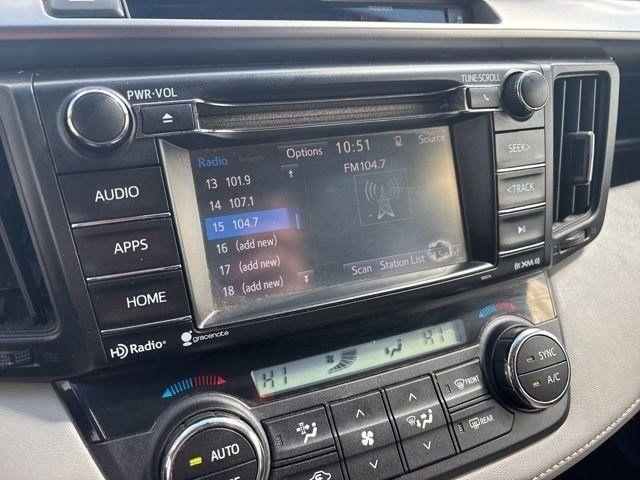 PASSENGER
PWR·VOL
TUNE·SCROLL
AUDIO
APPS
HOME
HD Radio®
gracenote
SEEK>
<TRACK
((XM))
Radio Gracenote Options 10:51 Source
FM104.7
13 101.9
14 107.1
15 104.7
16 (add new)
17 (add new)
18 (add new)
Scan Station List
HI HI
AUTO
FRONT
REAR
SYNC
A/C